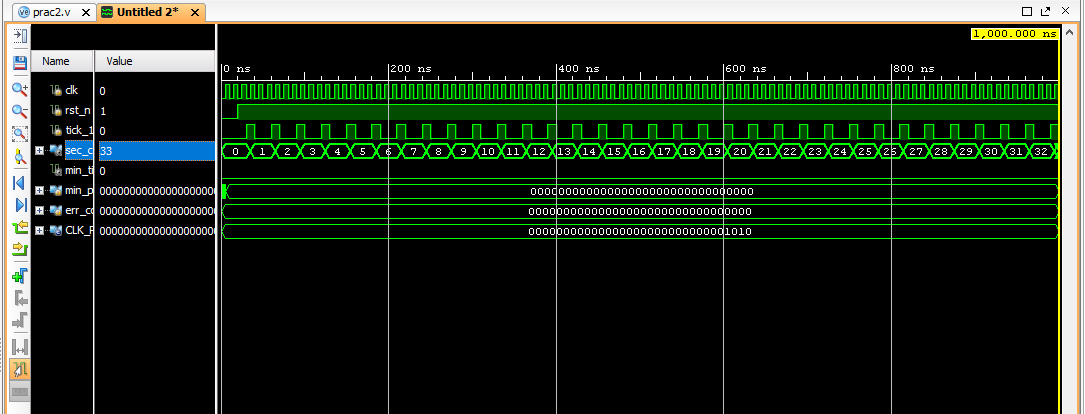 prac2.v Untitled 2*
1,000.000 ns
Name Value
0 ns 200 ns 400 ns 600 ns 800 ns
clk 0
rst_n 1
tick_1 0
sec_c 33 0 1 2 3 4 5 6 7 8 9 10 11 12 13 14 15 16 17 18 19 20 21 22 23 24 25 26 27 28 29 30 31 32
min_ti 0
min_p 00000000000000000000 00000000000000000000000000000000
err_co 00000000000000000000 00000000000000000000000000000000
CLK_P 00000000000000000000 00000000000000000000000000001010